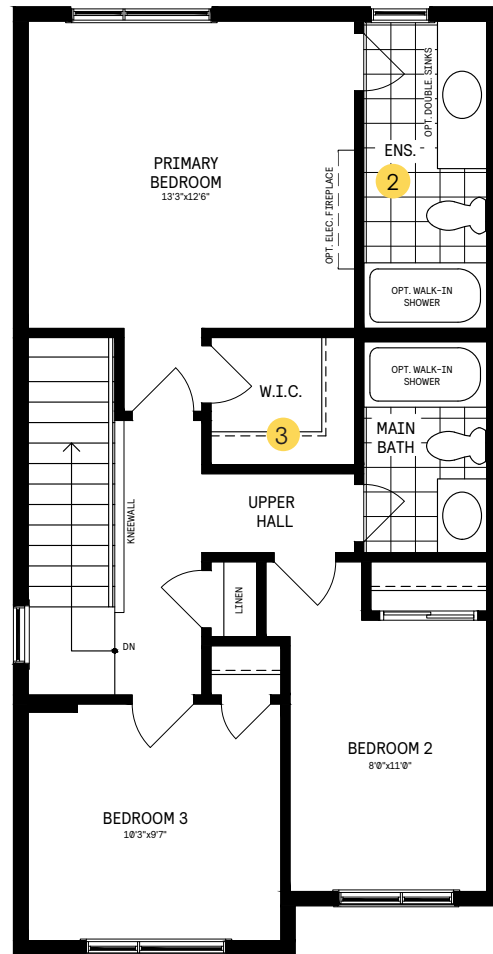 OPT. DOUBLE SINKS
ENS.
2
PRIMARY
BEDROOM
13'3"x12'6"
OPT. ELEC. FIREPLACE
OPT. WALK-IN
SHOWER
OPT. WALK-IN
SHOWER
W.I.C.
3
MAIN
BATH
UPPER
HALL
KNEEWALL
LINEN
DN
BEDROOM 2
8'0"x11'0"
BEDROOM 3
10'3"x9'7"